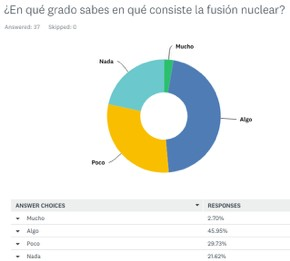 ¿En qué grado sabes en qué consiste la fusión nuclear?
Answered: 37 Skipped: 0
Mucho
Nada
Algo
Poco
ANSWER CHOICES RESPONSES
Mucho 2.70%
Algo 45.95%
Poco 29.73%
Nada 21.62%